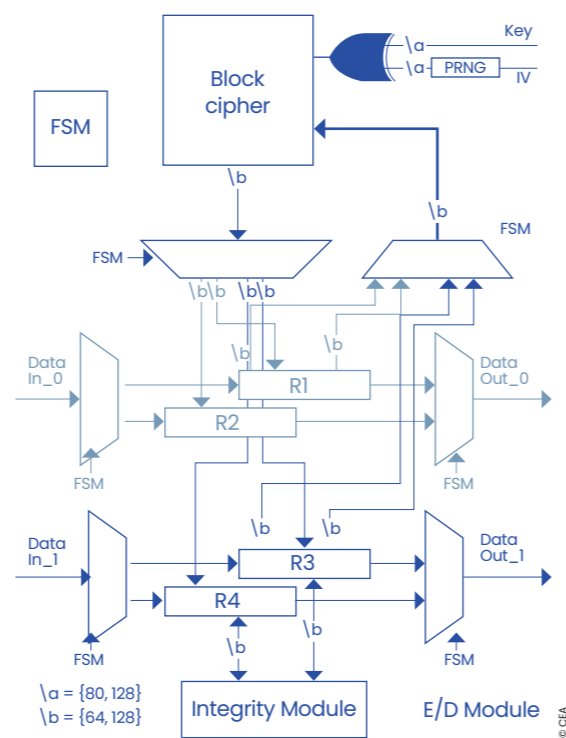 Key
\a
Block
cipher
\a
PRNG
IV
FSM
\b
\b
FSM
FSM
\b\b
\b\b
\b
\b
Data
In_0
Data
Out_0
R1
R2
FSM
FSM
\b
\b
Data
In_1
Data
Out_1
R3
R4
\b
\b
FSM
FSM
\a = {80, 128}
\b = {64, 128}
Integrity Module
E/D Module
© CEA